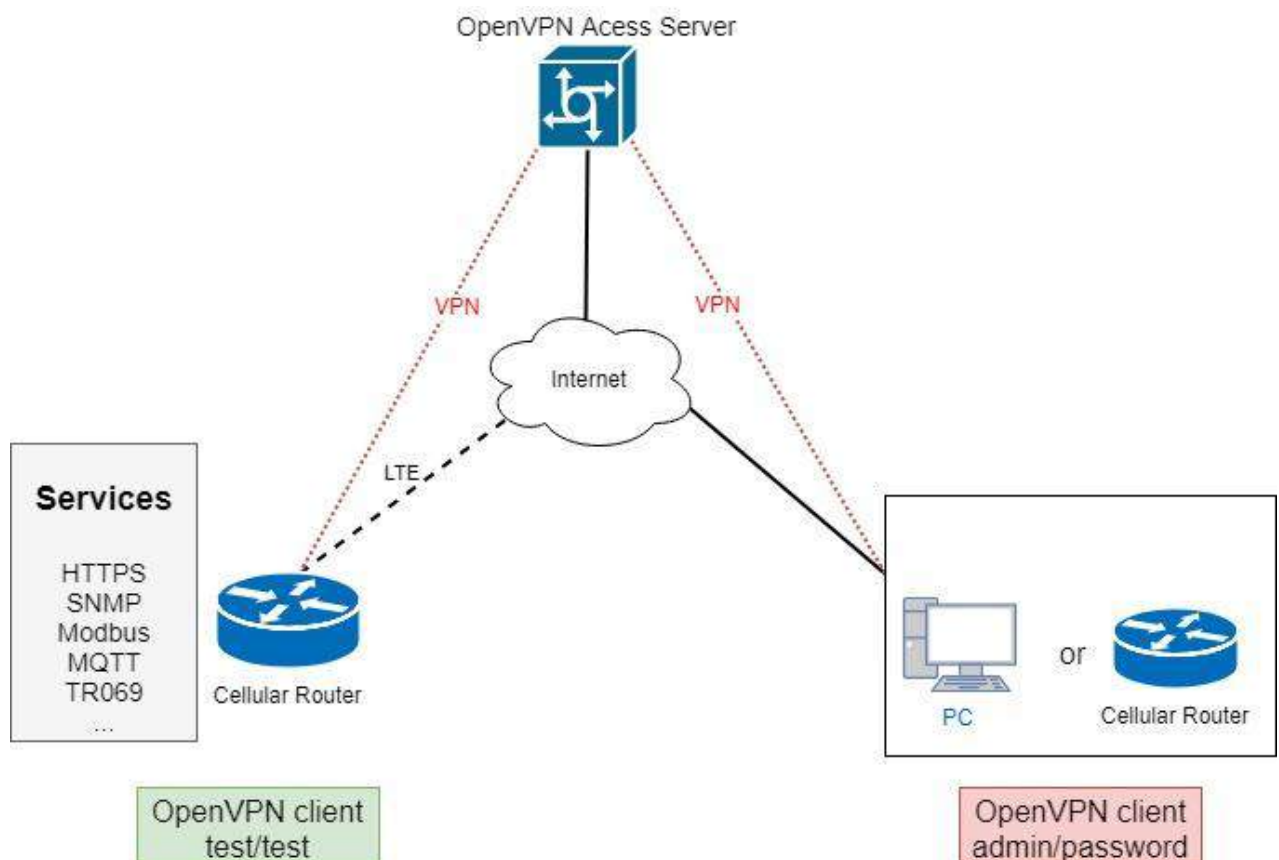 OpenVPN Acess Server
VPN
VPN
Internet
LTE
Services
HTTPS
SNMP
Modbus
MQTT
TR069
...
Cellular Router
or
PC
Cellular Router
OpenVPN client
test/test
OpenVPN client
admin/password